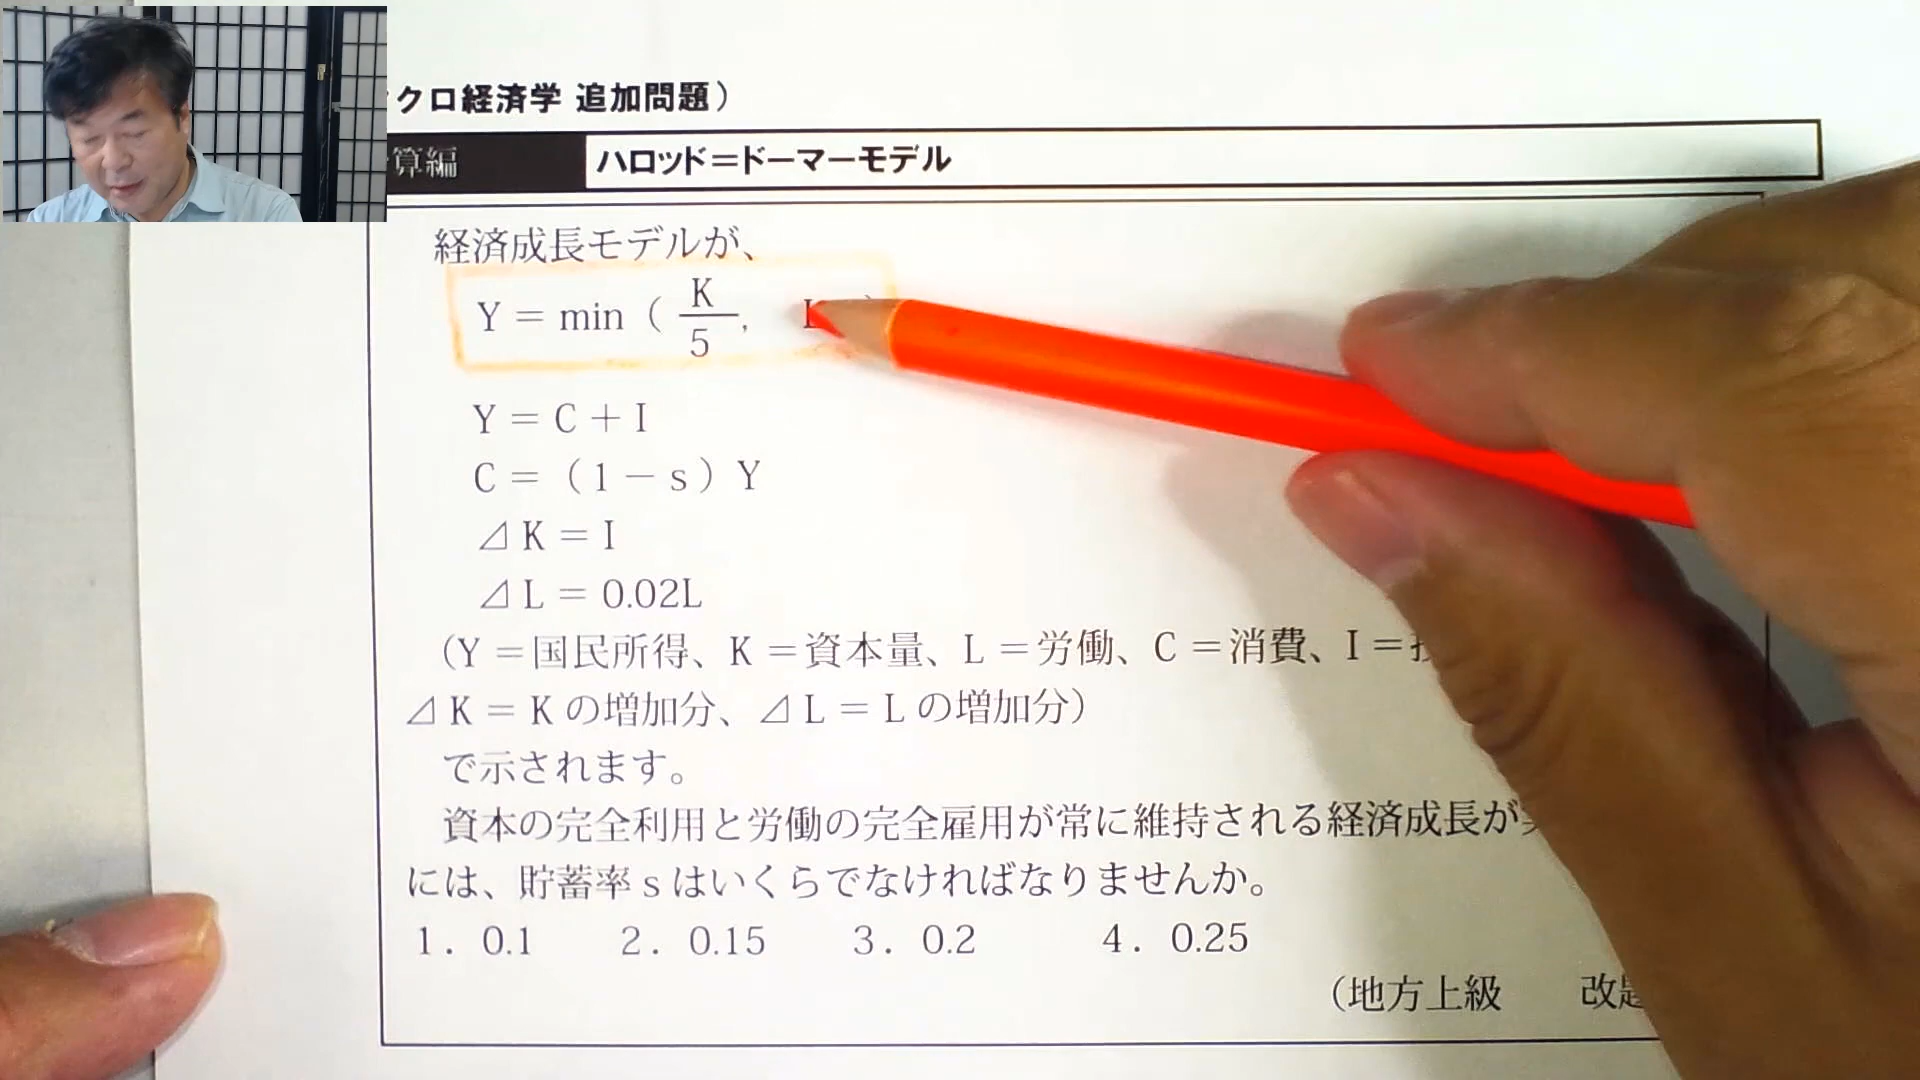 クロ経済学 追加問題)
算編
ハロッド=ドーマーモデル
経済成長モデルが、
Y = min ( K/5,
Y = C + I
C = (1 - s) Y
⊿K = I
⊿L = 0.02L
(Y=国民所得、K=資本量、L=労働、C=消費、I=
⊿K=Kの増加分、⊿L=Lの増加分)
で示されます。
資本の完全利用と労働の完全雇用が常に維持される経済成長が
には、貯蓄率sはいくらでなければなりませんか。
1. 0.1 2. 0.15 3. 0.2 4. 0.25
(地方上級 改